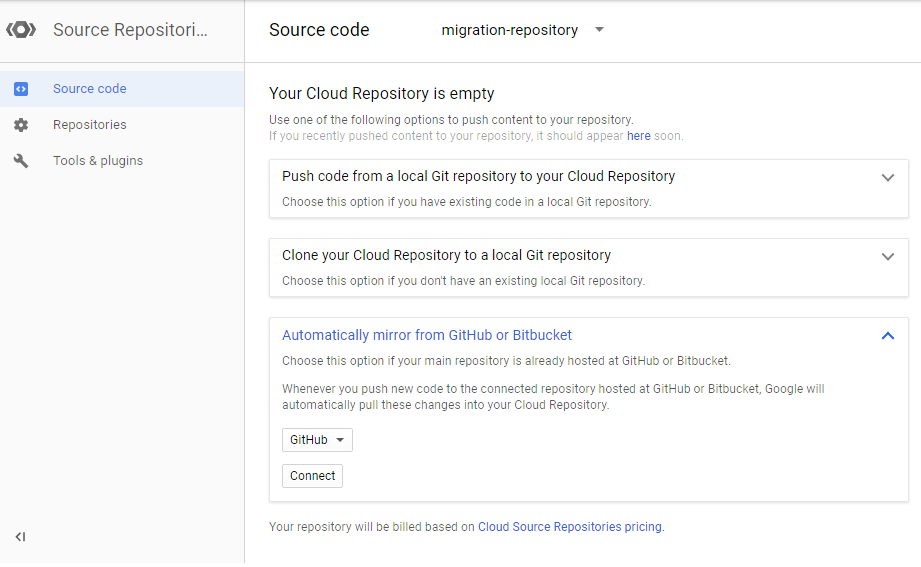 Source Repositori...
Source code
Repositories
Tools & plugins
Source code migration-repository
Your Cloud Repository is empty
Use one of the following options to push content to your repository.
If you recently pushed content to your repository, it should appear here soon.
Push code from a local Git repository to your Cloud Repository
Choose this option if you have existing code in a local Git repository.
Clone your Cloud Repository to a local Git repository
Choose this option if you don't have an existing local Git repository.
Automatically mirror from GitHub or Bitbucket
Choose this option if your main repository is already hosted at GitHub or Bitbucket.
Whenever you push new code to the connected repository hosted at GitHub or Bitbucket, Google will
automatically pull these changes into your Cloud Repository.
GitHub
Connect
Your repository will be billed based on Cloud Source Repositories pricing.